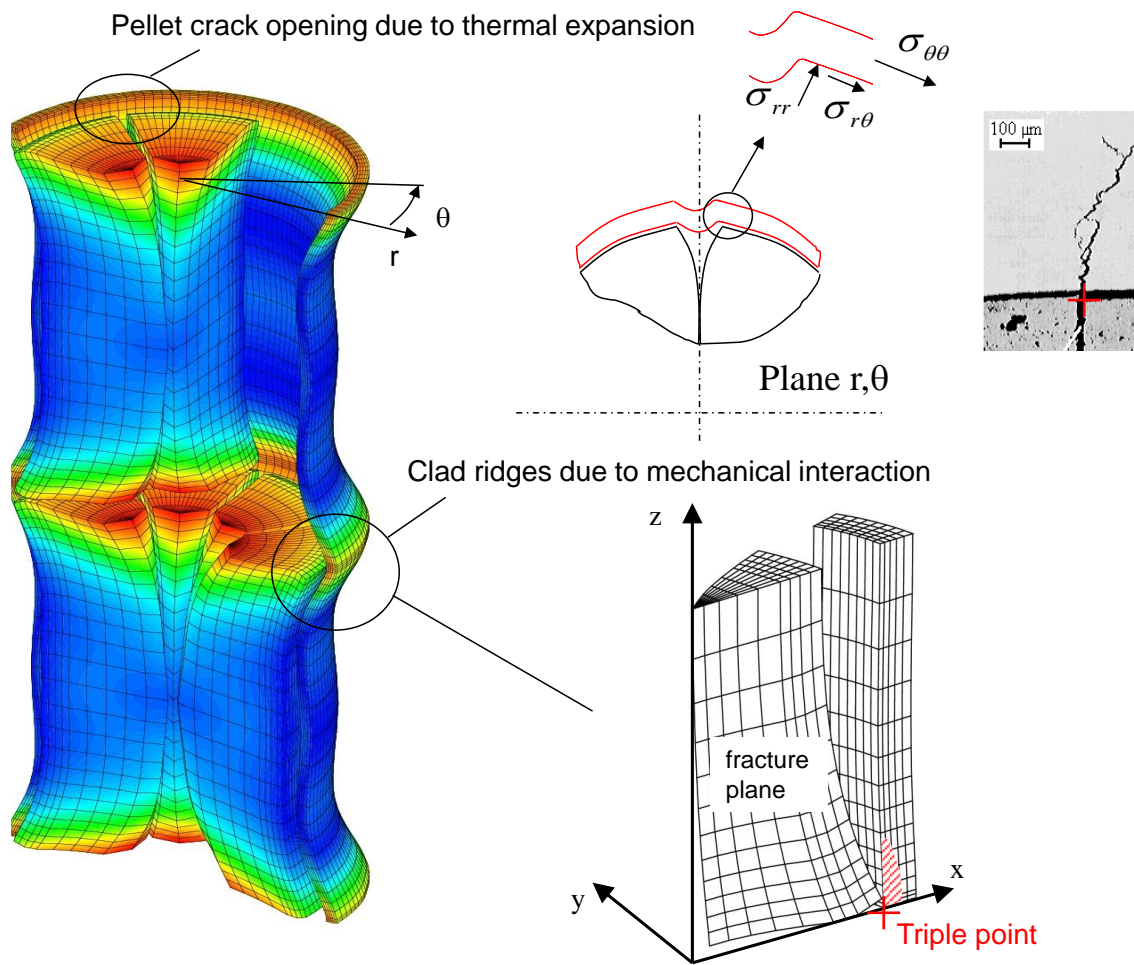 Pellet crack opening due to thermal expansion
σθθ
σrr
σrθ
100 μm
θ
r
Plane r,θ
Clad ridges due to mechanical interaction
z
fracture
plane
x
y
Triple point